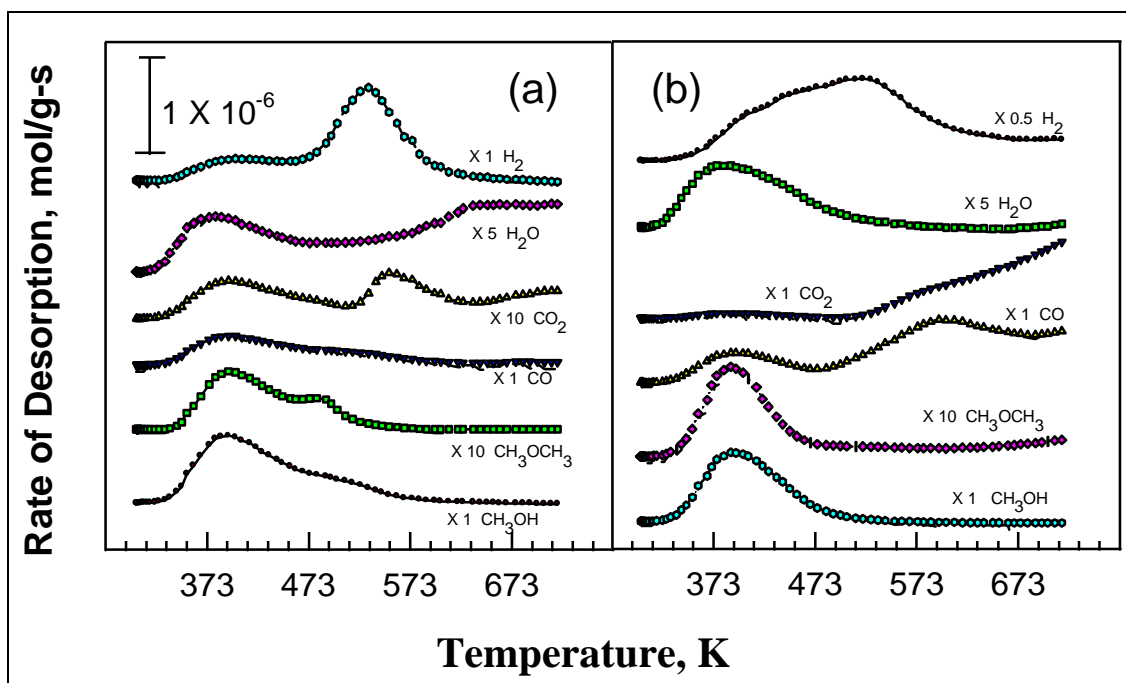 Rate of Desorption, mol/g-s
1 X 10⁻⁶
(a)
X 1 H₂
X 5 H₂O
X 10 CO₂
X 1 CO
X 10 CH₃OCH₃
X 1 CH₃OH
(b)
X 0.5 H₂
X 5 H₂O
X 1 CO₂
X 1 CO
X 10 CH₃OCH₃
X 1 CH₃OH
373 473 573 673
373 473 573 673
Temperature, K